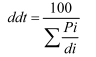 ddt = 100 / ∑ Pi / di